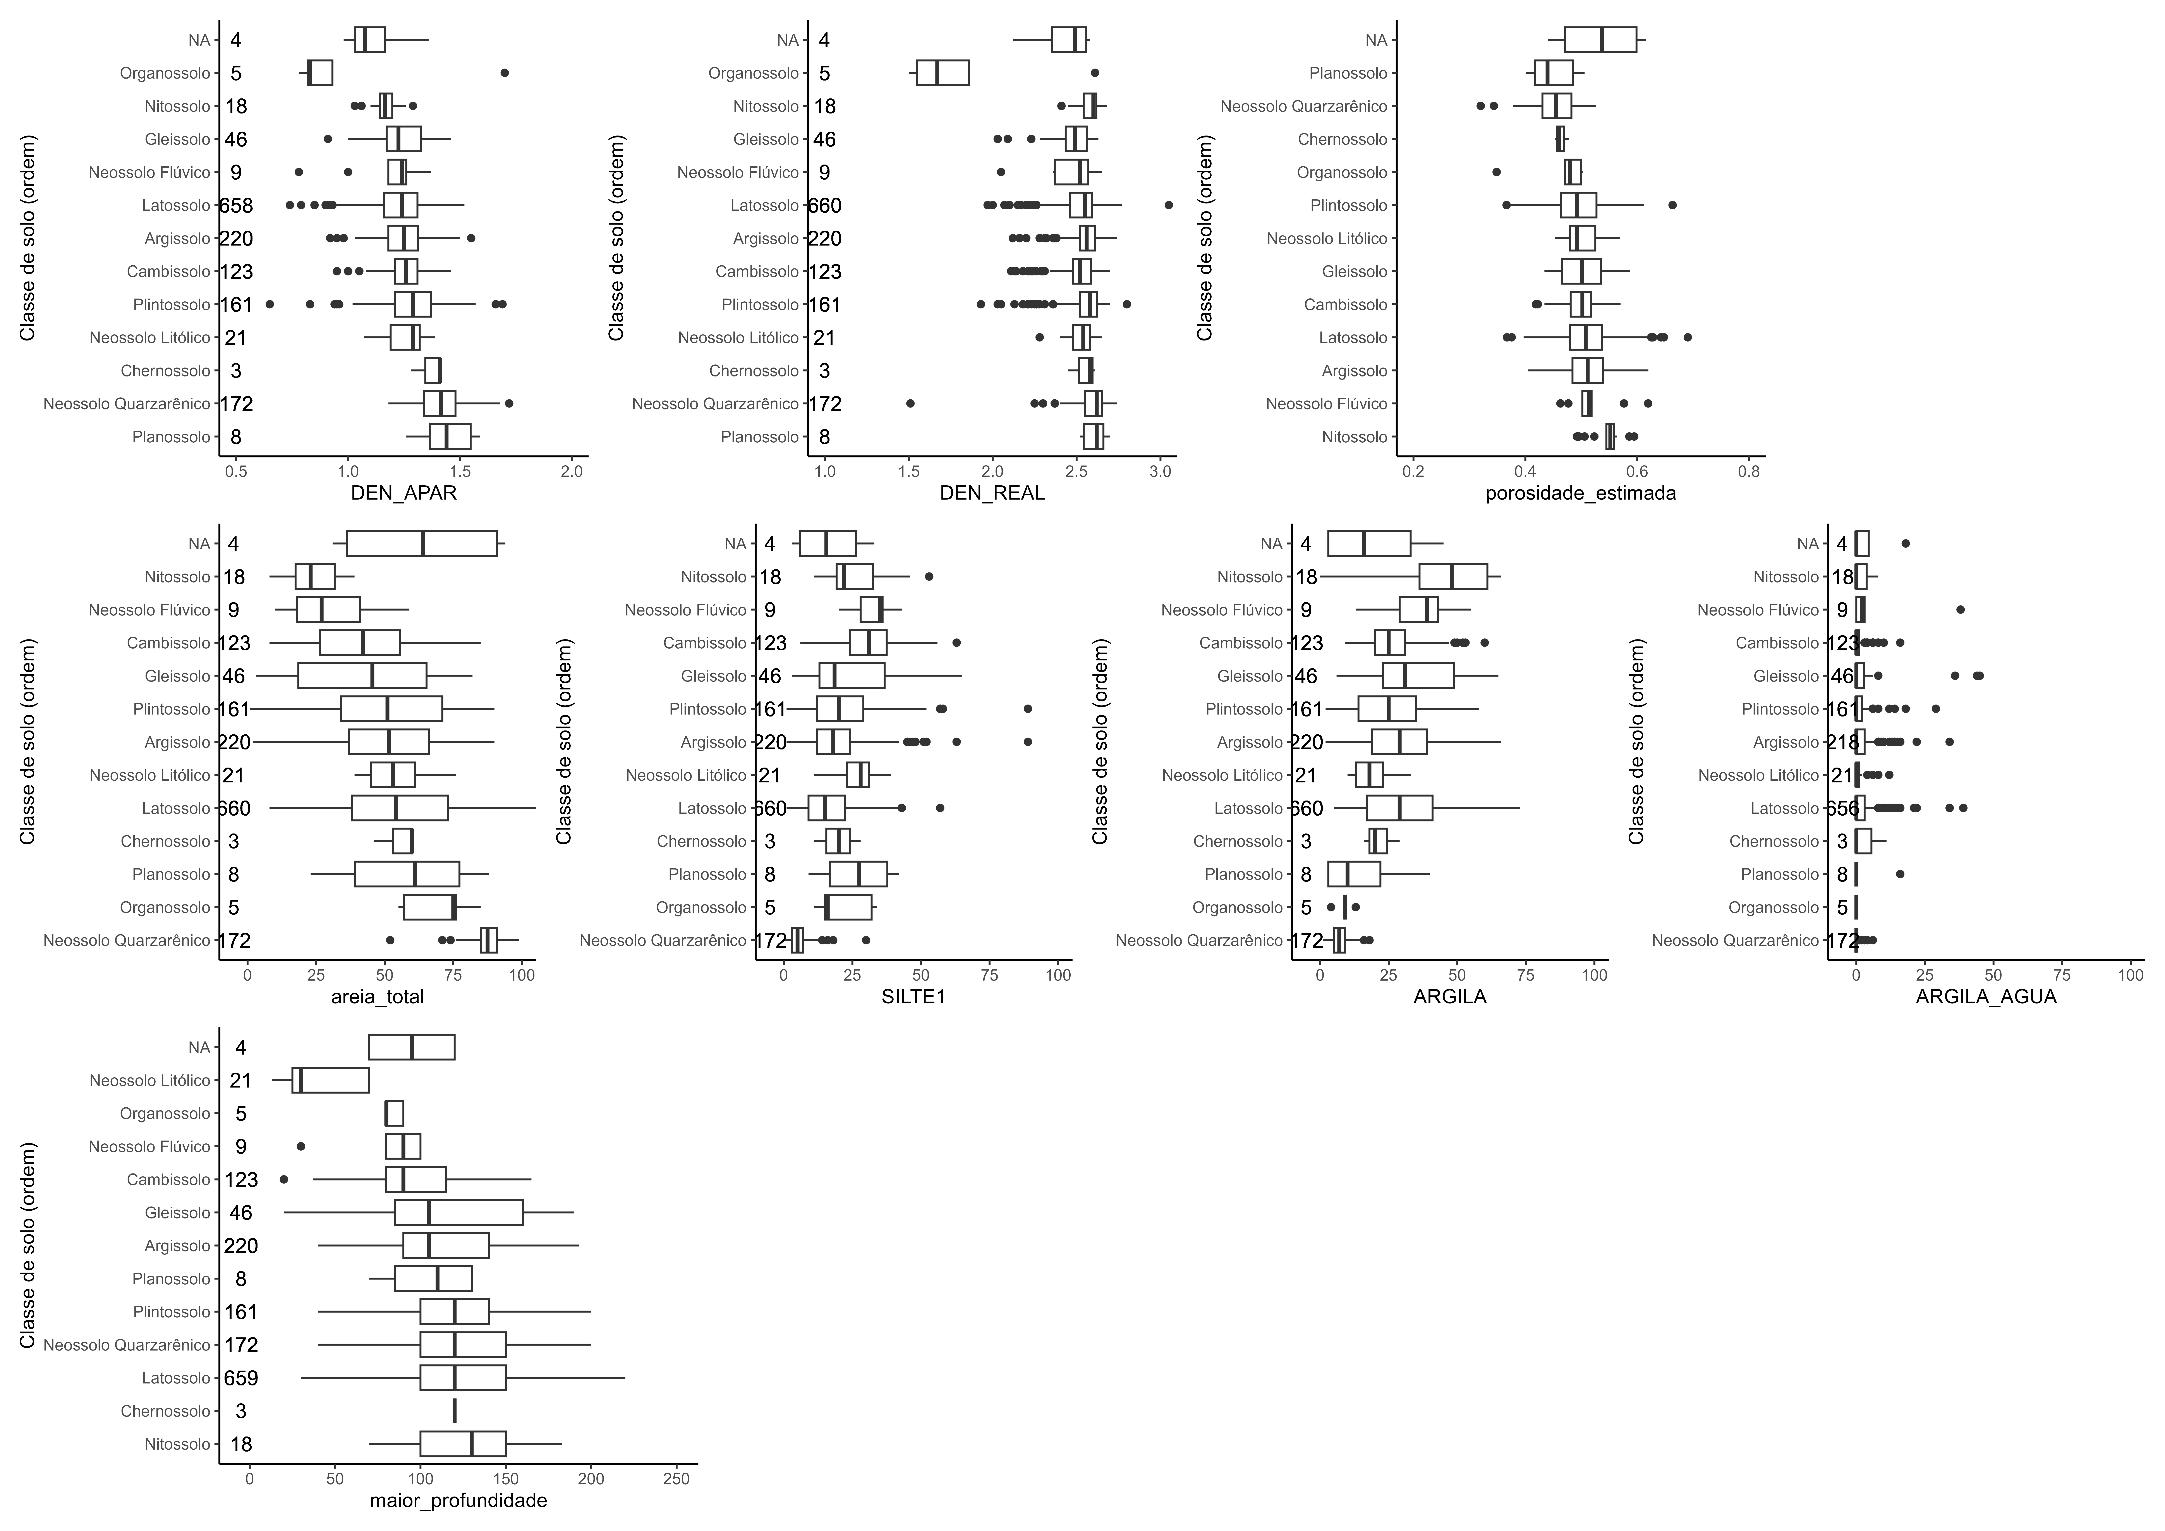 Classe de solo (ordem)
NA 4
Organossolo 5
Nitossolo 18
Gleissolo 46
Neossolo Flúvico 9
Latossolo 658
Argissolo 220
Cambissolo 123
Plintossolo 161
Neossolo Litólico 21
Chernossolo 3
Neossolo Quarzarênico 172
Planossolo 8
0.5 1.0 1.5 2.0
DEN_APAR
Classe de solo (ordem)
NA 4
Organossolo 5
Nitossolo 18
Gleissolo 46
Neossolo Flúvico 9
Latossolo 660
Argissolo 220
Cambissolo 123
Plintossolo 161
Neossolo Litólico 21
Chernossolo 3
Neossolo Quarzarênico 172
Planossolo 8
1.0 1.5 2.0 2.5 3.0
DEN_REAL
Classe de solo (ordem)
NA
Planossolo
Neossolo Quarzarênico
Chernossolo
Organossolo
Plintossolo
Neossolo Litólico
Gleissolo
Cambissolo
Latossolo
Argissolo
Neossolo Flúvico
Nitossolo
0.2 0.4 0.6 0.8
porosidade_estimada
Classe de solo (ordem)
NA 4
Nitossolo 18
Neossolo Flúvico 9
Cambissolo 123
Gleissolo 46
Plintossolo 161
Argissolo 220
Neossolo Litólico 21
Latossolo 660
Chernossolo 3
Planossolo 8
Organossolo 5
Neossolo Quarzarênico 172
0 25 50 75 100
areia_total
Classe de solo (ordem)
NA 4
Nitossolo 18
Neossolo Flúvico 9
Cambissolo 123
Gleissolo 46
Plintossolo 161
Argissolo 220
Neossolo Litólico 21
Latossolo 660
Chernossolo 3
Planossolo 8
Organossolo 5
Neossolo Quarzarênico 172
0 25 50 75 100
SILTE1
Classe de solo (ordem)
NA 4
Nitossolo 18
Neossolo Flúvico 9
Cambissolo 123
Gleissolo 46
Plintossolo 161
Argissolo 220
Neossolo Litólico 21
Latossolo 660
Chernossolo 3
Planossolo 8
Organossolo 5
Neossolo Quarzarênico 172
0 25 50 75 100
ARGILA
Classe de solo (ordem)
NA 4
Nitossolo 18
Neossolo Flúvico 9
Cambissolo 123
Gleissolo 46
Plintossolo 161
Argissolo 218
Neossolo Litólico 21
Latossolo 656
Chernossolo 3
Planossolo 8
Organossolo 5
Neossolo Quarzarênico 172
0 25 50 75 100
ARGILA_AGUA
Classe de solo (ordem)
NA 4
Neossolo Litólico 21
Organossolo 5
Neossolo Flúvico 9
Cambissolo 123
Gleissolo 46
Argissolo 220
Planossolo 8
Plintossolo 161
Neossolo Quarzarênico 172
Latossolo 659
Chernossolo 3
Nitossolo 18
0 50 100 150 200 250
maior_profundidade